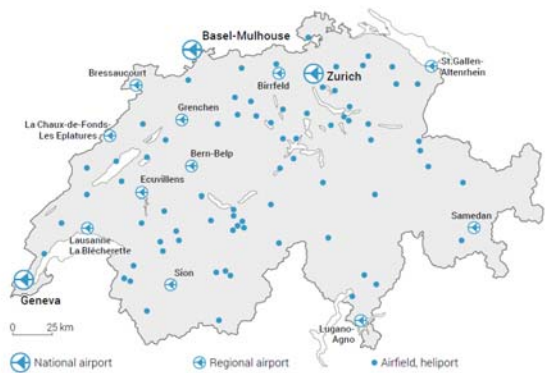 Basel-Mulhouse
Bressaucourt
Birrfeld
Zurich
St.Gallen-
Altenrhein
Grenchen
La Chaux-de-Fonds-
Les Eplatures
Bern-Belp
Ecuvillens
Lausanne
La Blécherette
Samedan
Sion
Geneva
Lugano-
Agno
0 25 km
National airport
Regional airport
Airfield, heliport